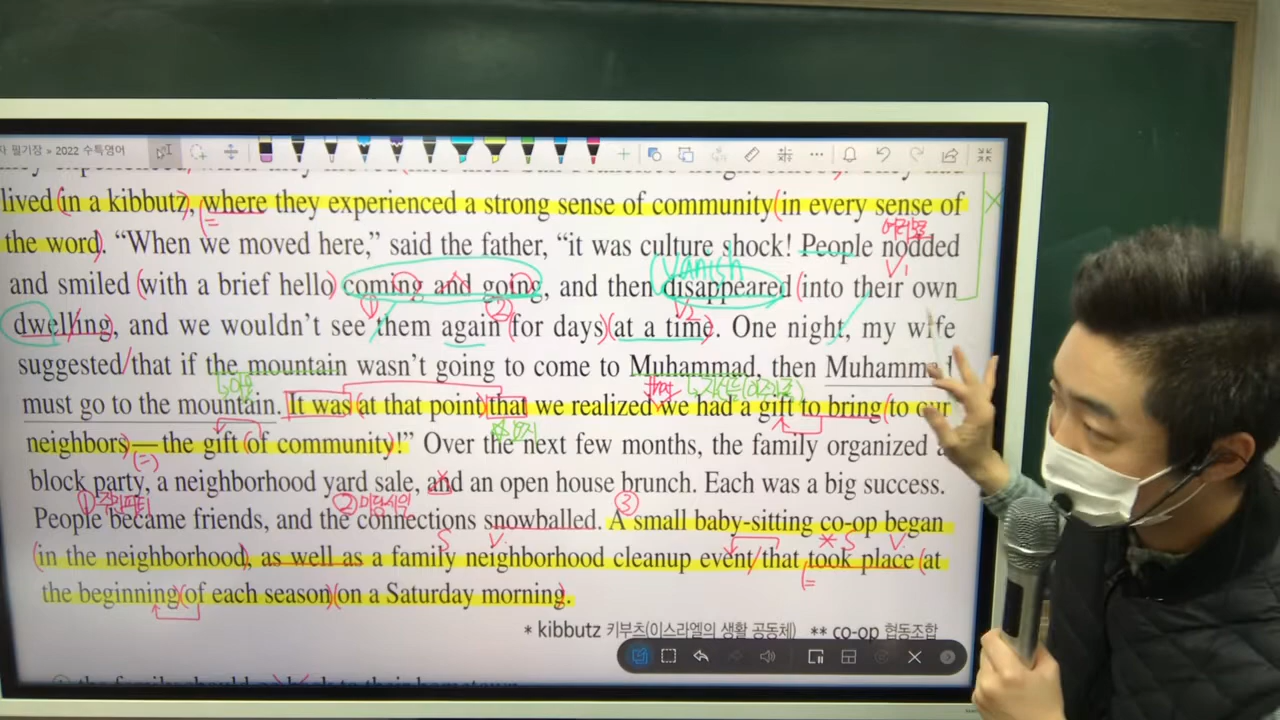 자 필기장 > 2022 수특영어
lived (in a kibbutz), where they experienced a strong sense of community (in every sense of
the word). “When we moved here,” said the father, “it was culture shock! People nodded
vanish
and smiled (with a brief hello) coming and going, and then disappeared (into their own
dwelling), and we wouldn’t see them again (for days) (at a time). One night, my wife
suggested that if the mountain wasn’t going to come to Muhammad, then Muhammad
must go to the mountain. It was (at that point) that we realized we had a gift to bring (to our
neighbors)—the gift (of community!” Over the next few months, the family organized a
block party, a neighborhood yard sale, and an open house brunch. Each was a big success.
People became friends, and the connections snowballed. A small baby-sitting co-op began
(in the neighborhood), as well as a family neighborhood cleanup event that took place (at
the beginning (of each season) (on a Saturday morning).
* kibbutz 키부츠(이스라엘의 생활 공동체) ** co-op 협동조합